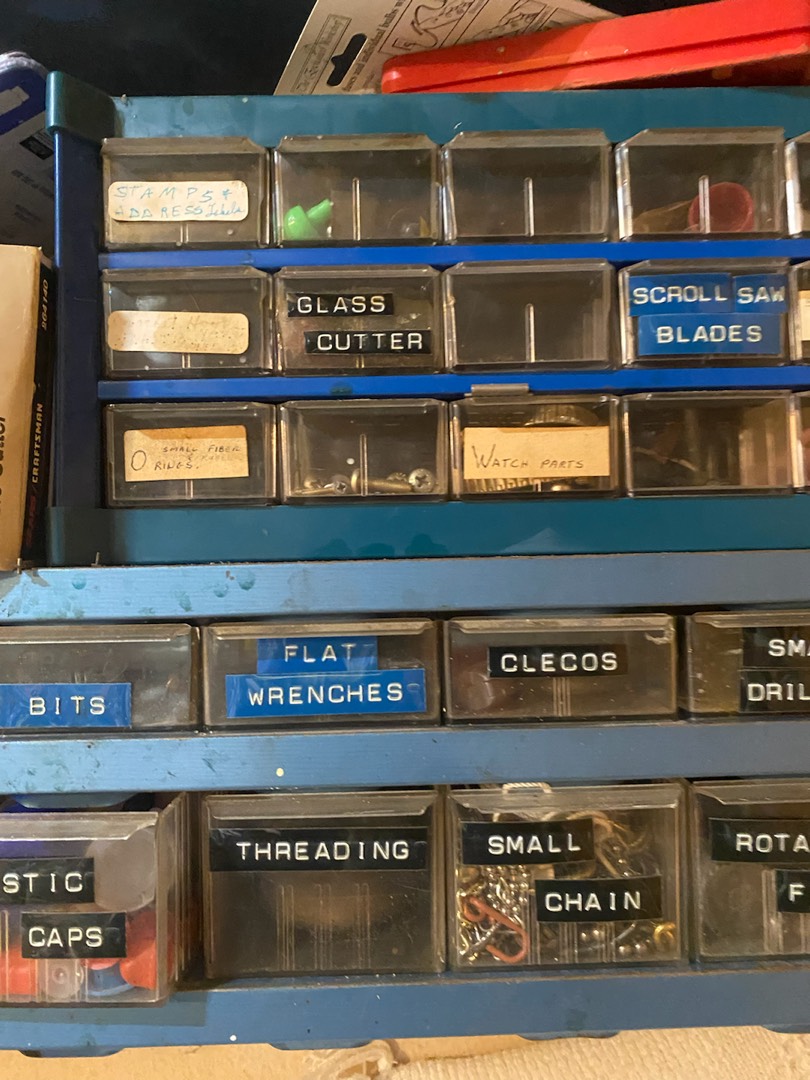 STAMPS &
ADDRESS Labels
GLASS
CUTTER
SCROLL SAW
BLADES
O SMALL FIBER
RINGS.
WATCH PARTS
CRAFTSMAN
BITS
FLAT
WRENCHES
CLECOS
SMA
DRIL
STIC
CAPS
THREADING
SMALL
CHAIN
ROTA
F